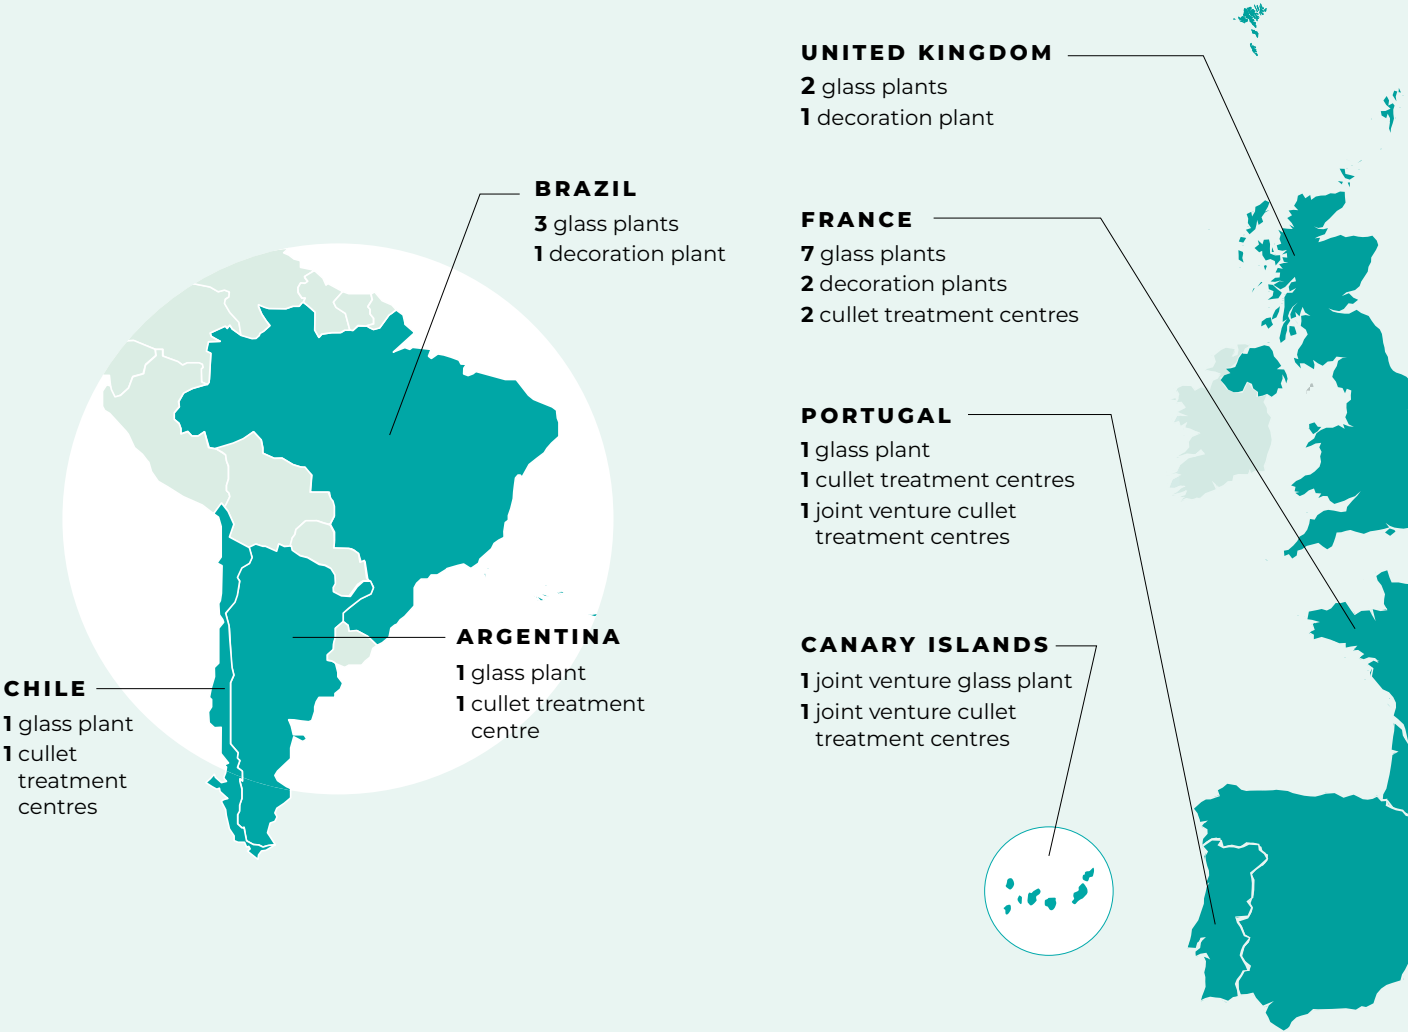 BRAZIL
3 glass plants
1 decoration plant
ARGENTINA
1 glass plant
1 cullet treatment
centre
CHILE
1 glass plant
1 cullet
treatment
centres
UNITED KINGDOM
2 glass plants
1 decoration plant
FRANCE
7 glass plants
2 decoration plants
2 cullet treatment centres
PORTUGAL
1 glass plant
1 cullet treatment centres
1 joint venture cullet
treatment centres
CANARY ISLANDS
1 joint venture glass plant
1 joint venture cullet
treatment centres